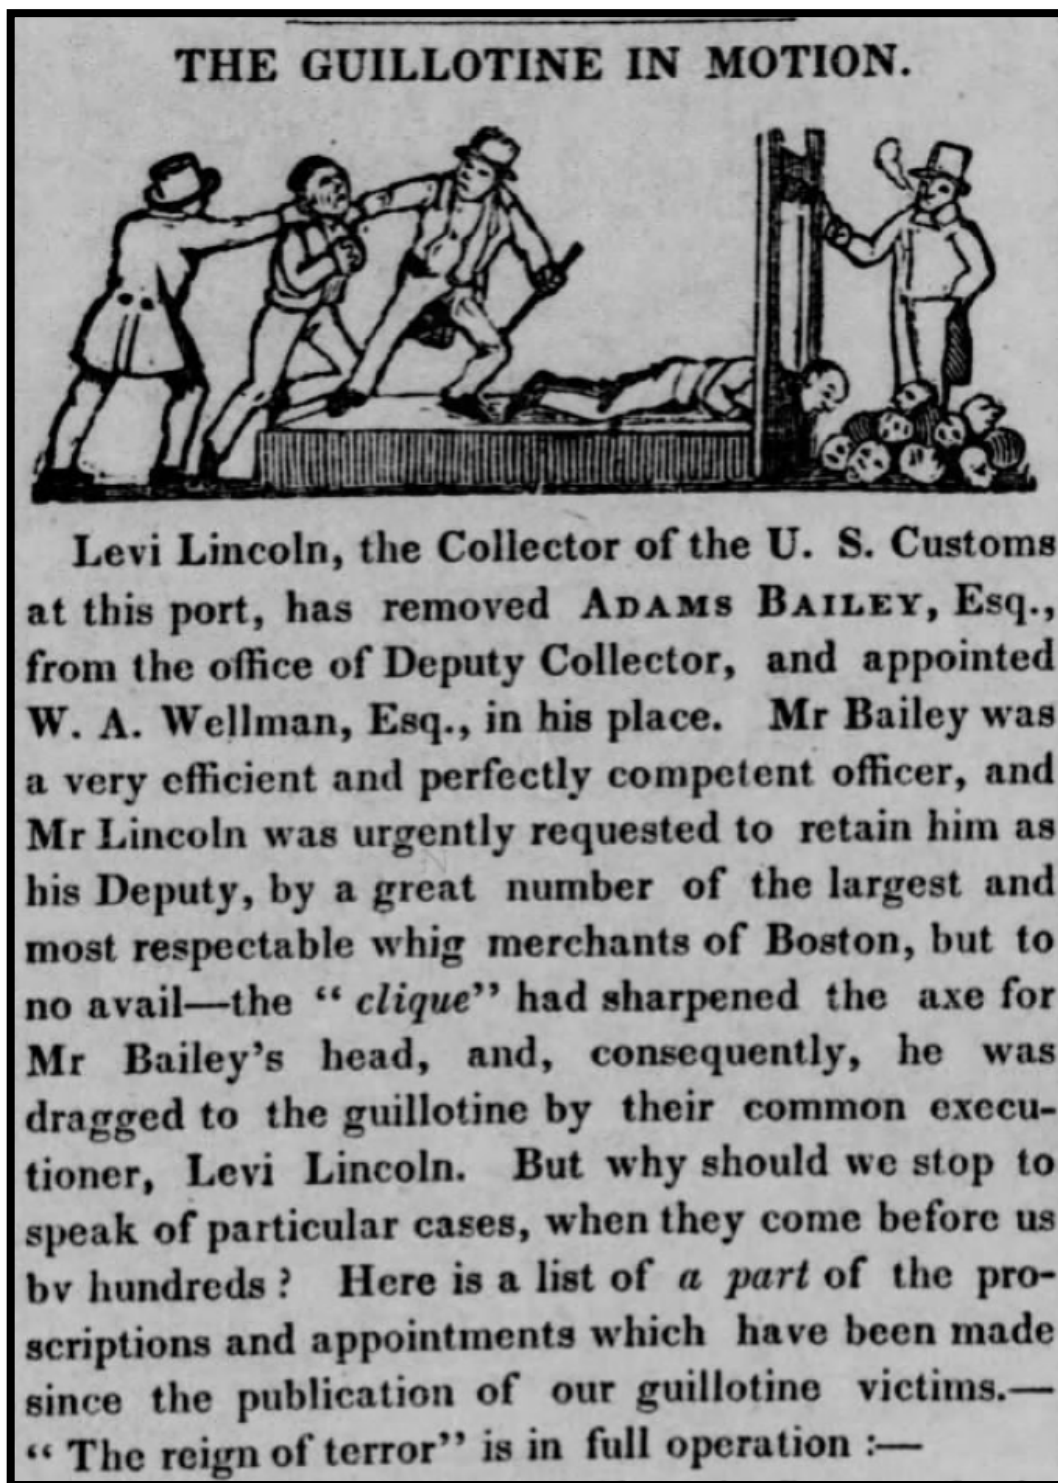 THE GUILLOTINE IN MOTION.
Levi Lincoln, the Collector of the U. S. Customs
at this port, has removed ADAMS BAILEY, Esq.,
from the office of Deputy Collector, and appointed
W. A. Wellman, Esq., in his place. Mr Bailey was
a very efficient and perfectly competent officer, and
Mr Lincoln was urgently requested to retain him as
his Deputy, by a great number of the largest and
most respectable whig merchants of Boston, but to
no avail—the “ clique” had sharpened the axe for
Mr Bailey’s head, and, consequently, he was
dragged to the guillotine by their common execu-
tioner, Levi Lincoln. But why should we stop to
speak of particular cases, when they come before us
by hundreds ? Here is a list of a part of the pro-
scriptions and appointments which have been made
since the publication of our guillotine victims.—
“ The reign of terror” is in full operation :—